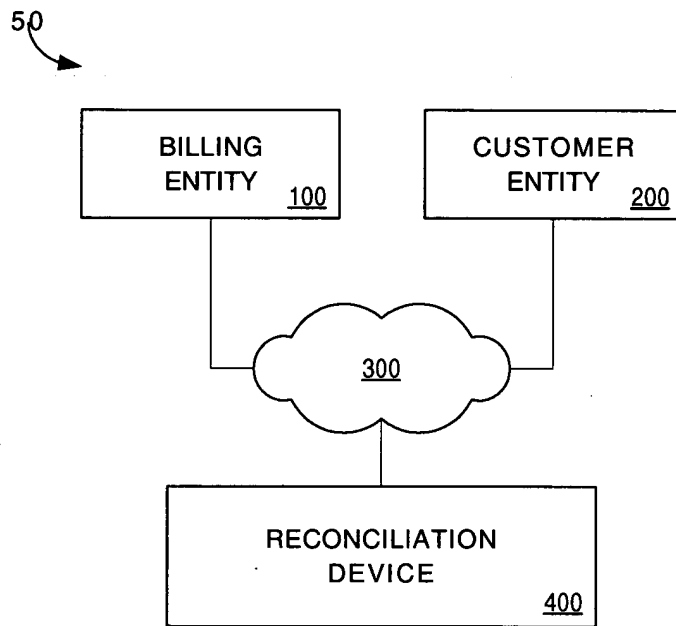 50
BILLING
ENTITY
100
CUSTOMER
ENTITY
200
300
RECONCILIATION
DEVICE
400